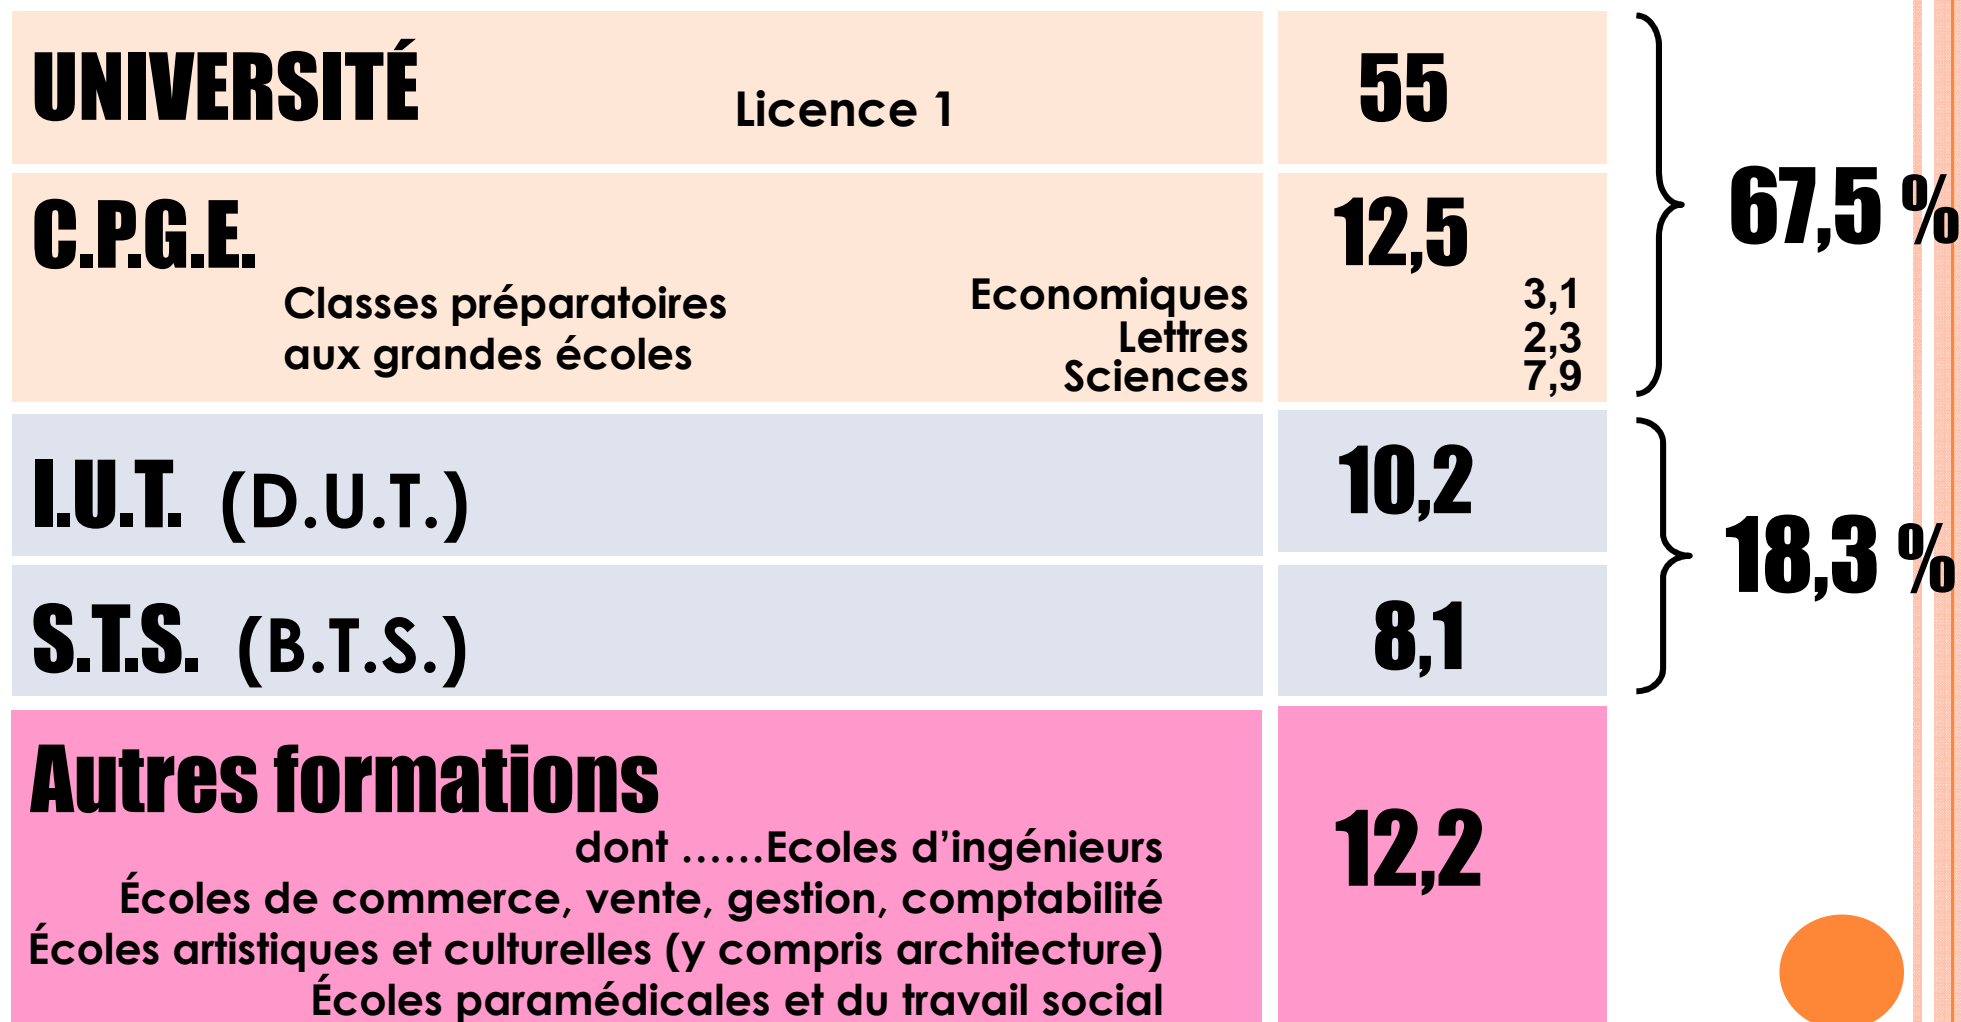 UNIVERSITÉ Licence 1 55
67,5 %
C.P.G.E. 12,5
Classes préparatoires Economiques 3,1
aux grandes écoles Lettres 2,3
Sciences 7,9
I.U.T. (D.U.T.) 10,2
18,3 %
S.T.S. (B.T.S.) 8,1
Autres formations 12,2
dont ......Ecoles d’ingénieurs
Écoles de commerce, vente, gestion, comptabilité
Écoles artistiques et culturelles (y compris architecture)
Écoles paramédicales et du travail social